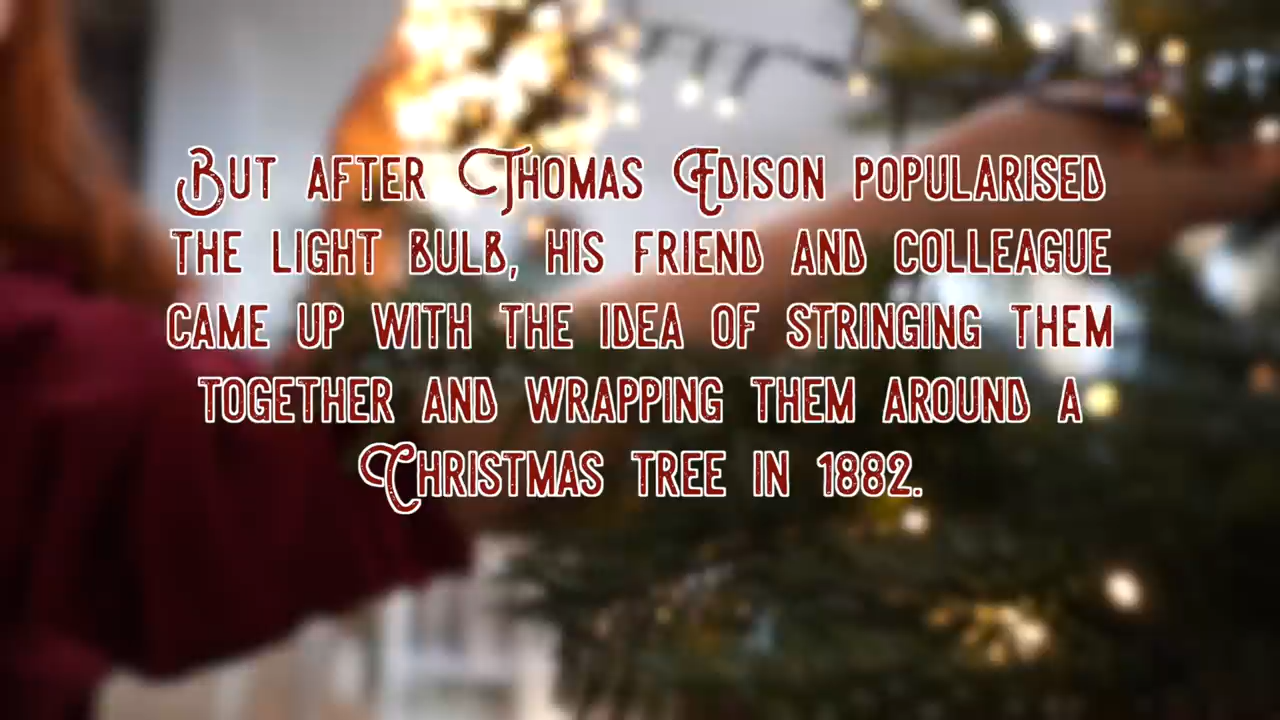 But after Thomas Edison popularised
the light bulb, his friend and colleague
came up with the idea of stringing them
together and wrapping them around a
Christmas tree in 1882.